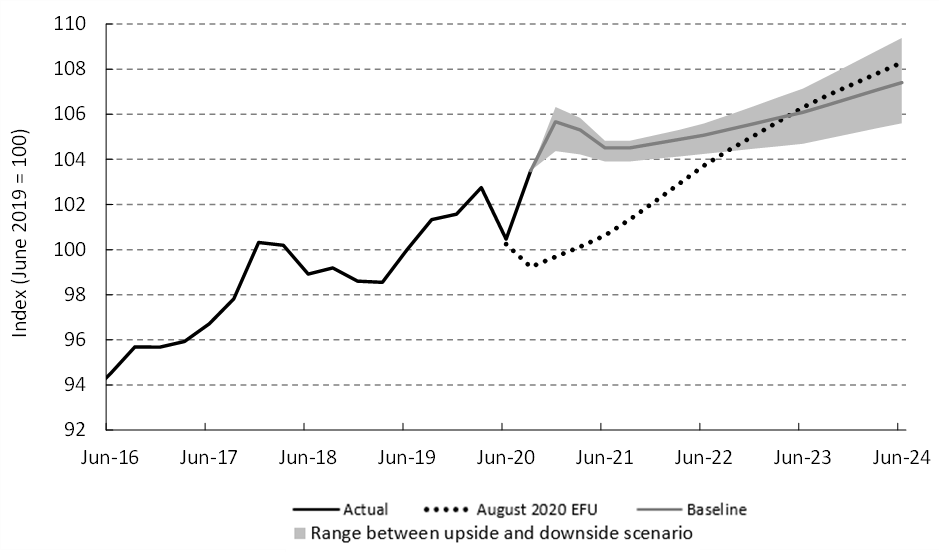 110
108
106
104
102
100
98
96
94
92
Index (June 2019 = 100)
Jun-16 Jun-17 Jun-18 Jun-19 Jun-20 Jun-21 Jun-22 Jun-23 Jun-24
Actual August 2020 EFU Baseline
Range between upside and downside scenario